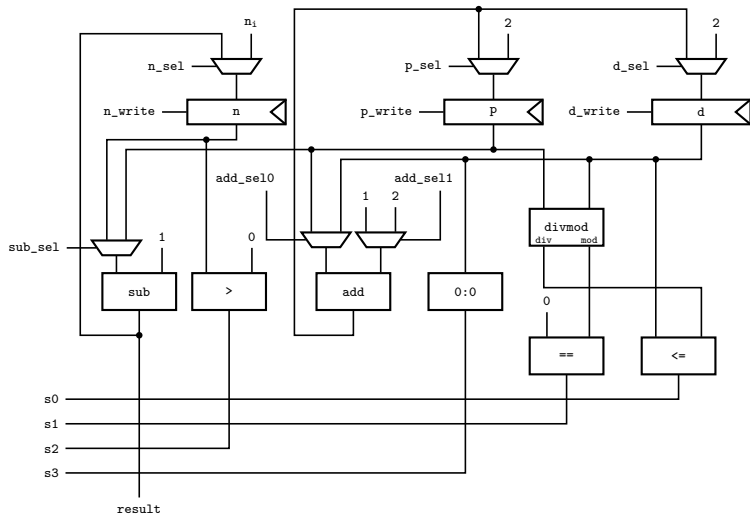 nᵢ
2
2
n_sel
p_sel
d_sel
n_write
n
p_write
p
d_write
d
add_sel0
add_sel1
1
2
divmod
div
mod
sub_sel
1
0
sub
>
add
0:0
0
==
<=
s0
s1
s2
s3
result